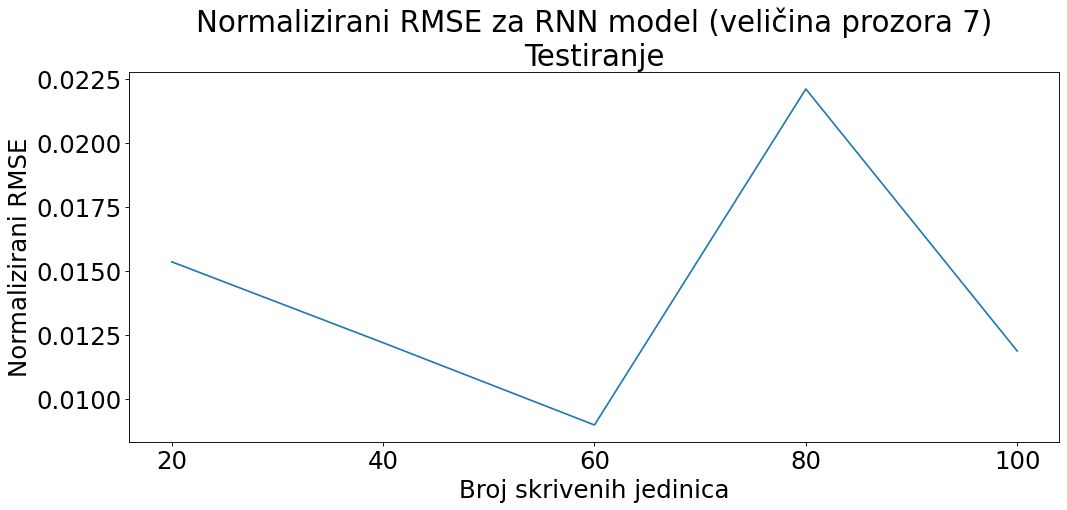 Normalizirani RMSE za RNN model (veličina prozora 7)
Testiranje
Normalizirani RMSE
0.0225
0.0200
0.0175
0.0150
0.0125
0.0100
20 40 60 80 100
Broj skrivenih jedinica